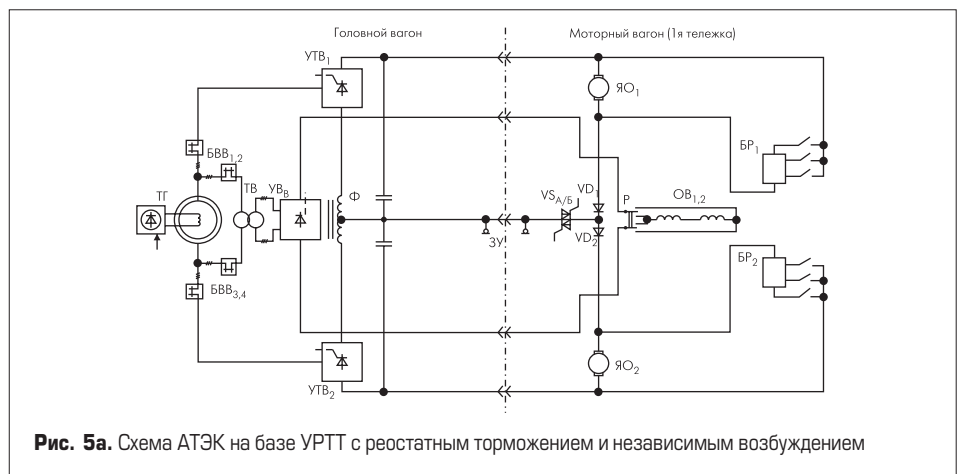 Головной вагон
Моторный вагон (1я тележка)
УТВ1
ЯО1
БР1
БВВ1,2
ТГ
ТВ
УВВ
Ф
VSА/Б
VD1
Р
ОВ1,2
ЗУ
VD2
БР2
БВВ3,4
ЯО2
УТВ2
Рис. 5а. Схема АТЭК на базе УРТТ с реостатным торможением и независимым возбуждением